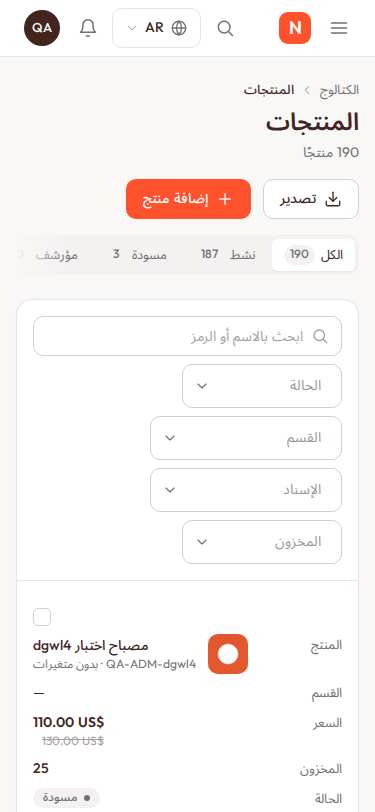 N
AR
QA
الكتالوج
المنتجات
المنتجات
190 منتجًا
تصدير
إضافة منتج
الكل 190
نشط 187
مسودة 3
مؤرشف 0
ابحث بالاسم أو الرمز
الحالة
القسم
الإسناد
المخزون
المنتج
مصباح اختبار dgwl4
QA-ADM-dgwl4 · بدون متغيرات
القسم
—
السعر
110.00 US$
130.00 US$
المخزون
25
الحالة
مسودة